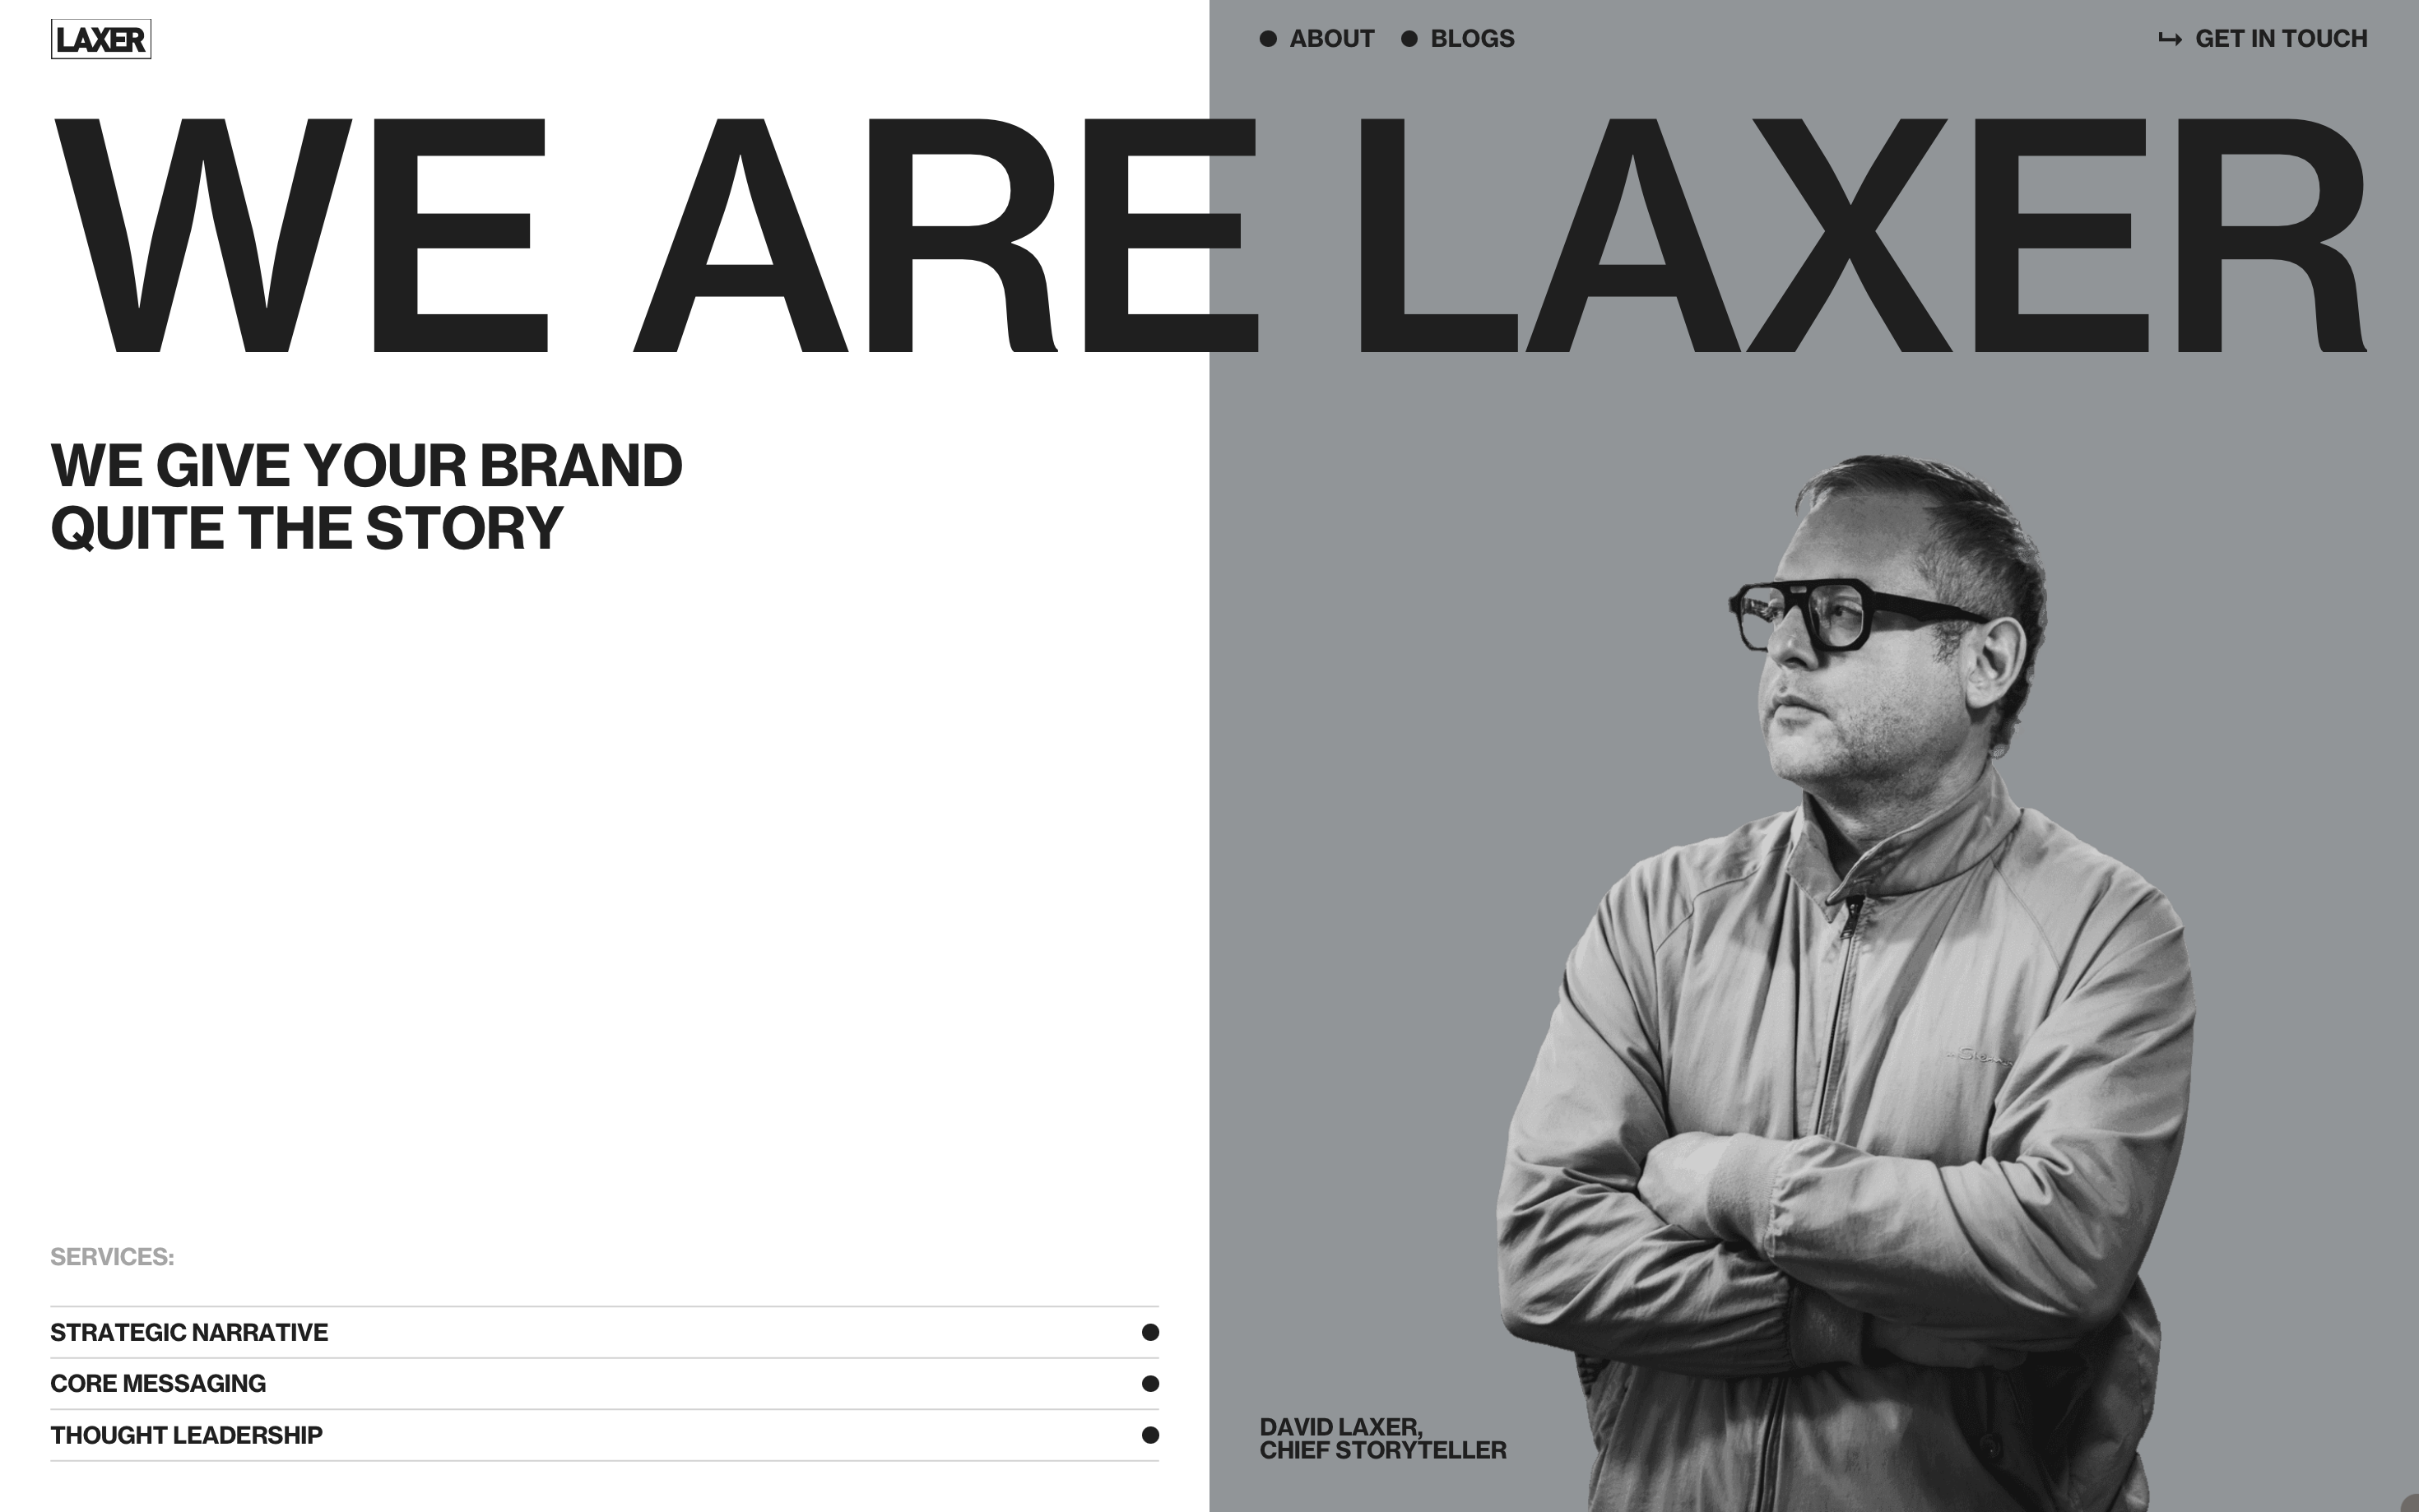 LAXER
ABOUT
BLOGS
GET IN TOUCH
WE ARE LAXER
WE GIVE YOUR BRAND
QUITE THE STORY
SERVICES:
STRATEGIC NARRATIVE
CORE MESSAGING
THOUGHT LEADERSHIP
DAVID LAXER,
CHIEF STORYTELLER